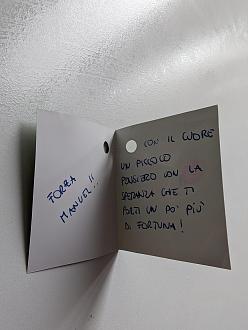 FORZA
MANUEL!!
CON IL CUORE
UN PICCOLO
PENSIERO CON LA
SPERANZA CHE TI
PORTI UN PO' PIÙ
DI FORTUNA!